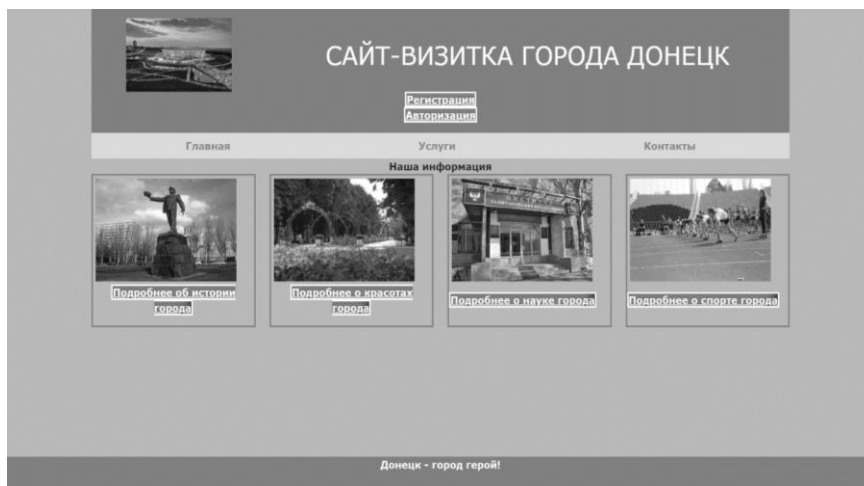 САЙТ-ВИЗИТКА ГОРОДА ДОНЕЦК
Регистрация
Авторизация
Главная
Услуги
Контакты
Наша информация
Подробнее об истории
города
Подробнее о красотах
города
Подробнее о науке города
Подробнее о спорте города
Донецк - город герой!